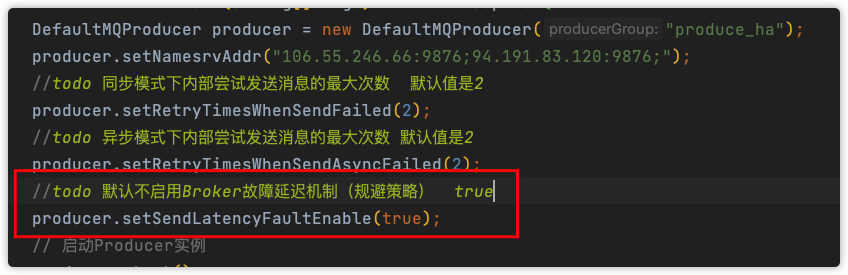 DefaultMQProducer producer = new DefaultMQProducer( producerGroup: "produce_ha");
producer.setNamesrvAddr("106.55.246.66:9876;94.191.83.120:9876;");
//todo 同步模式下内部尝试发送消息的最大次数 默认值是2
producer.setRetryTimesWhenSendFailed(2);
//todo 异步模式下内部尝试发送消息的最大次数 默认值是2
producer.setRetryTimesWhenSendAsyncFailed(2);
//todo 默认不启用Broker故障延迟机制（规避策略） true
producer.setSendLatencyFaultEnable(true);
// 启动Producer实例